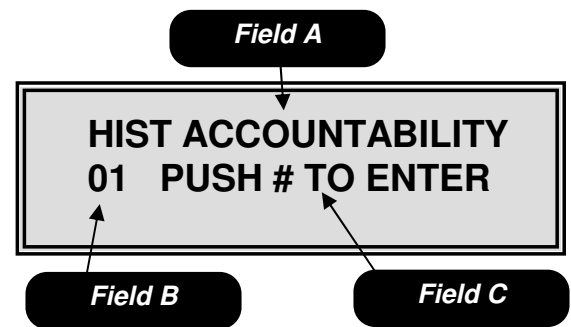 Field A
HIST ACCOUNTABILITY
01 PUSH # TO ENTER
Field B
Field C